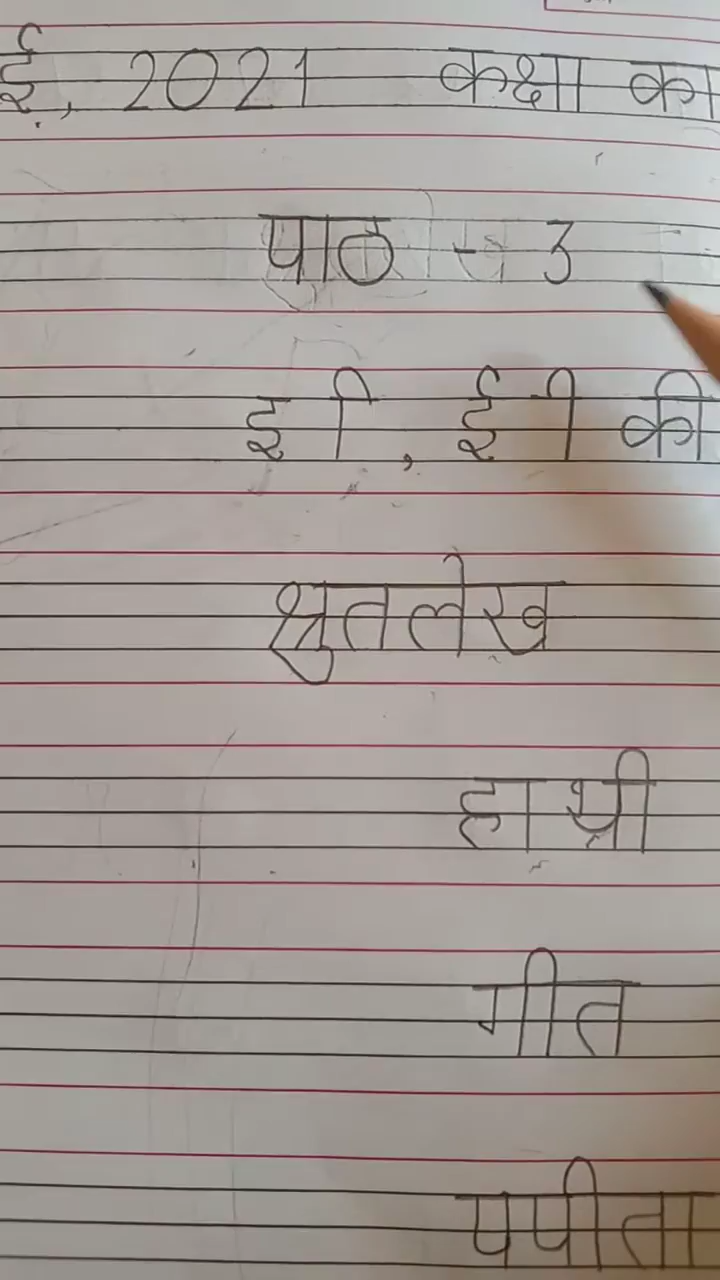 ई, 2021 कक्षा का
पाठ - 3
इ ि, ई ी की
श्रुतलेख
हाथी
गीत
पपीता